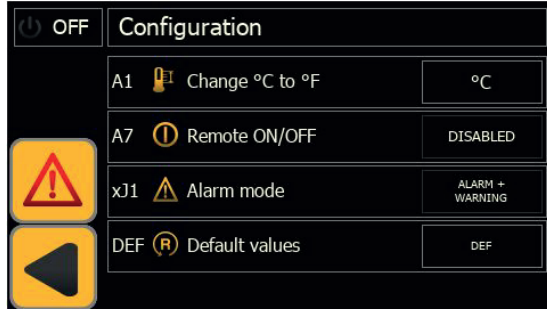 OFF Configuration
A1 Change °C to °F °C
A7 Remote ON/OFF DISABLED
xJ1 Alarm mode ALARM +
WARNING
DEF R Default values DEF